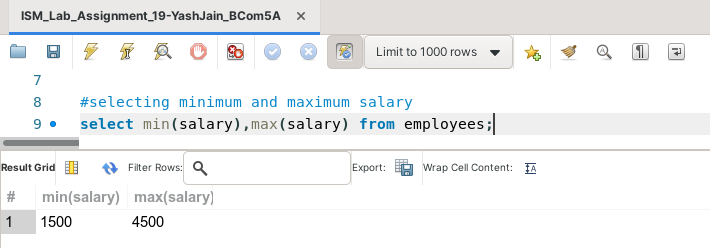 ISM_Lab_Assignment_19-YashJain_BCom5A ×
Limit to 1000 rows
7
8 #selecting minimum and maximum salary
9 select min(salary),max(salary) from employees;
Result Grid Filter Rows: Export: Wrap Cell Content:
# min(salary) max(salary)
1 1500 4500